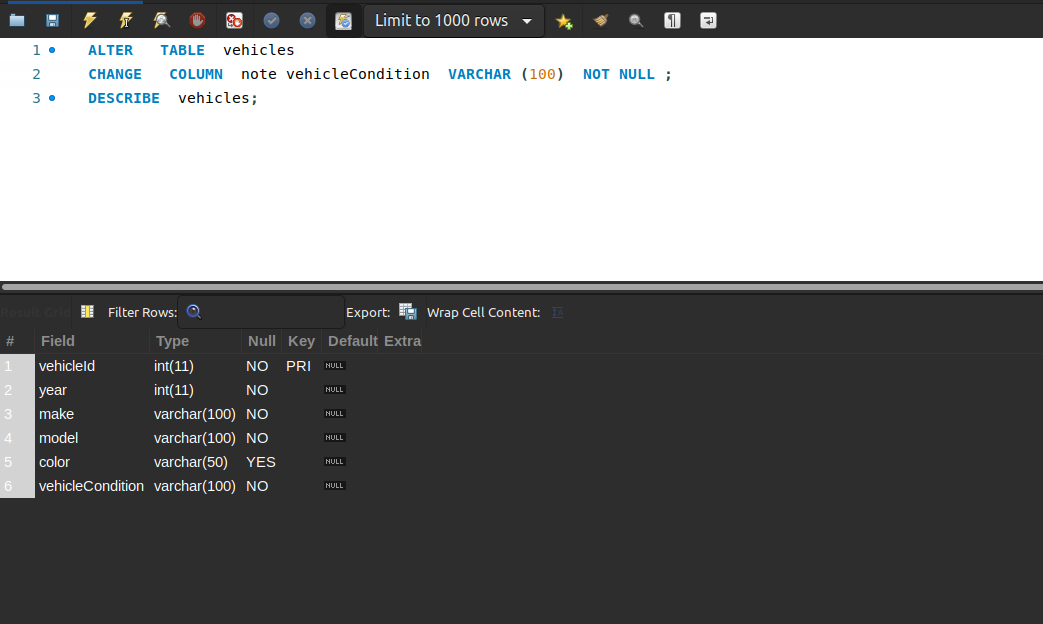 Limit to 1000 rows
1 ALTER TABLE vehicles
2 CHANGE COLUMN note vehicleCondition VARCHAR (100) NOT NULL ;
3 DESCRIBE vehicles;
Result Grid Filter Rows: Export: Wrap Cell Content: IA
# Field Type Null Key Default Extra
1 vehicleId int(11) NO PRI NULL
2 year int(11) NO NULL
3 make varchar(100) NO NULL
4 model varchar(100) NO NULL
5 color varchar(50) YES NULL
6 vehicleCondition varchar(100) NO NULL